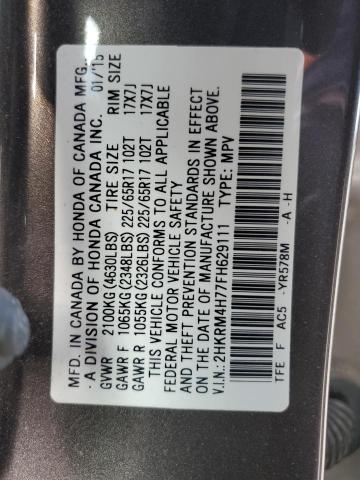 MFD. IN CANADA BY HONDA OF CANADA MFG.
- A DIVISION OF HONDA CANADA INC. 01/'15
GVWR 2100KG (4630LBS) TIRE SIZE RIM SIZE
GAWR F 1065KG (2348LBS) 225/65R17 102T 17X7J
GAWR R 1055KG (2326LBS) 225/65R17 102T 17X7J
THIS VEHICLE CONFORMS TO ALL APPLICABLE
FEDERAL MOTOR VEHICLE SAFETY
AND THEFT PREVENTION STANDARDS IN EFFECT
ON THE DATE OF MANUFACTURE SHOWN ABOVE.
V.I.N.: 2HKRM4H77FH629111 TYPE: MPV
TFE F AC5 -YR578M -A -H